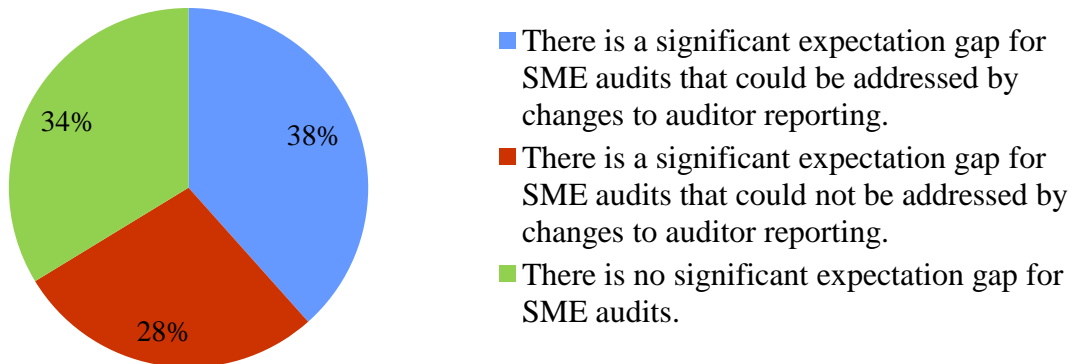 34%
38%
28%
There is a significant expectation gap for
SME audits that could be addressed by
changes to auditor reporting.
There is a significant expectation gap for
SME audits that could not be addressed by
changes to auditor reporting.
There is no significant expectation gap for
SME audits.